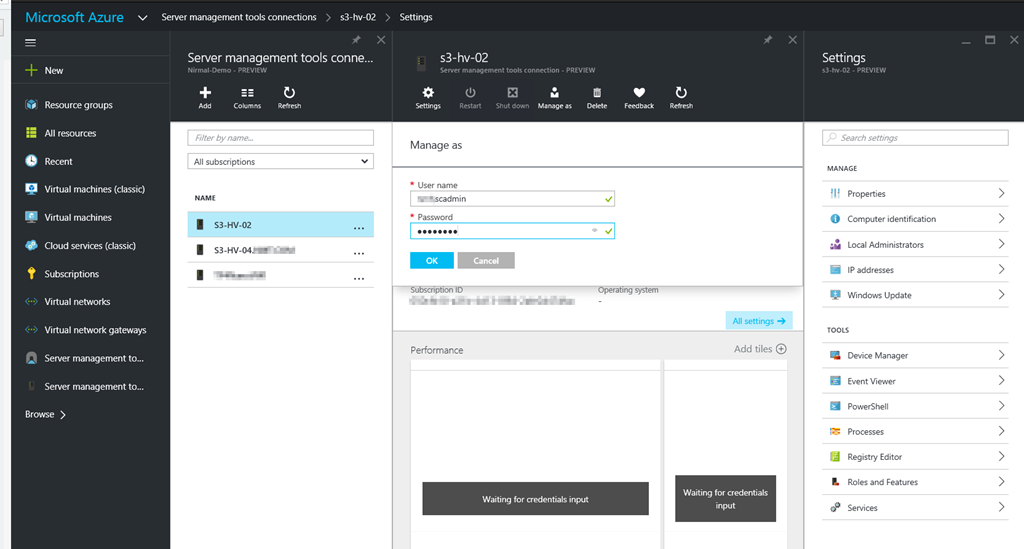 Microsoft Azure Server management tools connections s3-hv-02 Settings
New
Resource groups
All resources
Recent
Virtual machines (classic)
Virtual machines
Cloud services (classic)
Subscriptions
Virtual networks
Virtual network gateways
Server management to...
Server management to...
Browse
Server management tools conne...
Nirmal-Demo - PREVIEW
Add Columns Refresh
Filter by name...
All subscriptions
NAME
S3-HV-02 ...
S3-HV-04. ...
...
s3-hv-02
Server management tools connection - PREVIEW
Settings Restart Shut down Manage as Delete Feedback Refresh
Manage as
* User name
scadmin
* Password
••••••••
OK Cancel
Subscription ID Operating system
-
All settings →
Performance Add tiles
Waiting for credentials input
Waiting for credentials
input
Settings
s3-hv-02 - PREVIEW
Search settings
MANAGE
Properties
Computer identification
Local Administrators
IP addresses
Windows Update
TOOLS
Device Manager
Event Viewer
PowerShell
Processes
Registry Editor
Roles and Features
Services